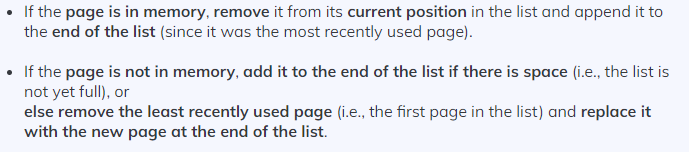 • If the page is in memory, remove it from its current position in the list and append it to
the end of the list (since it was the most recently used page).
• If the page is not in memory, add it to the end of the list if there is space (i.e., the list is
not yet full), or
else remove the least recently used page (i.e., the first page in the list) and replace it
with the new page at the end of the list.